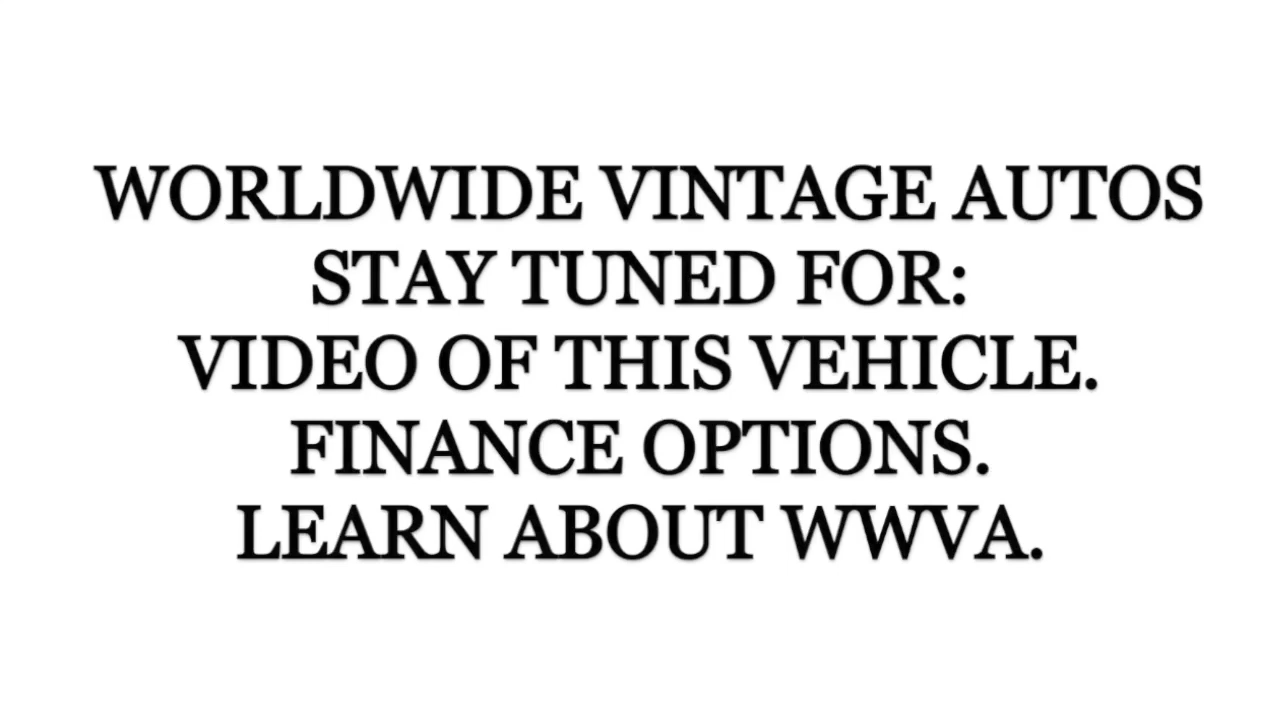 WORLDWIDE VINTAGE AUTOS
STAY TUNED FOR:
VIDEO OF THIS VEHICLE.
FINANCE OPTIONS.
LEARN ABOUT WWVA.